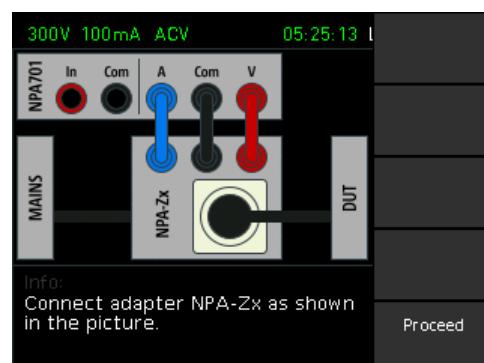 300V 100mA ACV 05:25:13 L
NPA701
In Com A Com V
MAINS
NPA-Zx
DUT
Info:
Connect adapter NPA-Zx as shown
in the picture.
Proceed